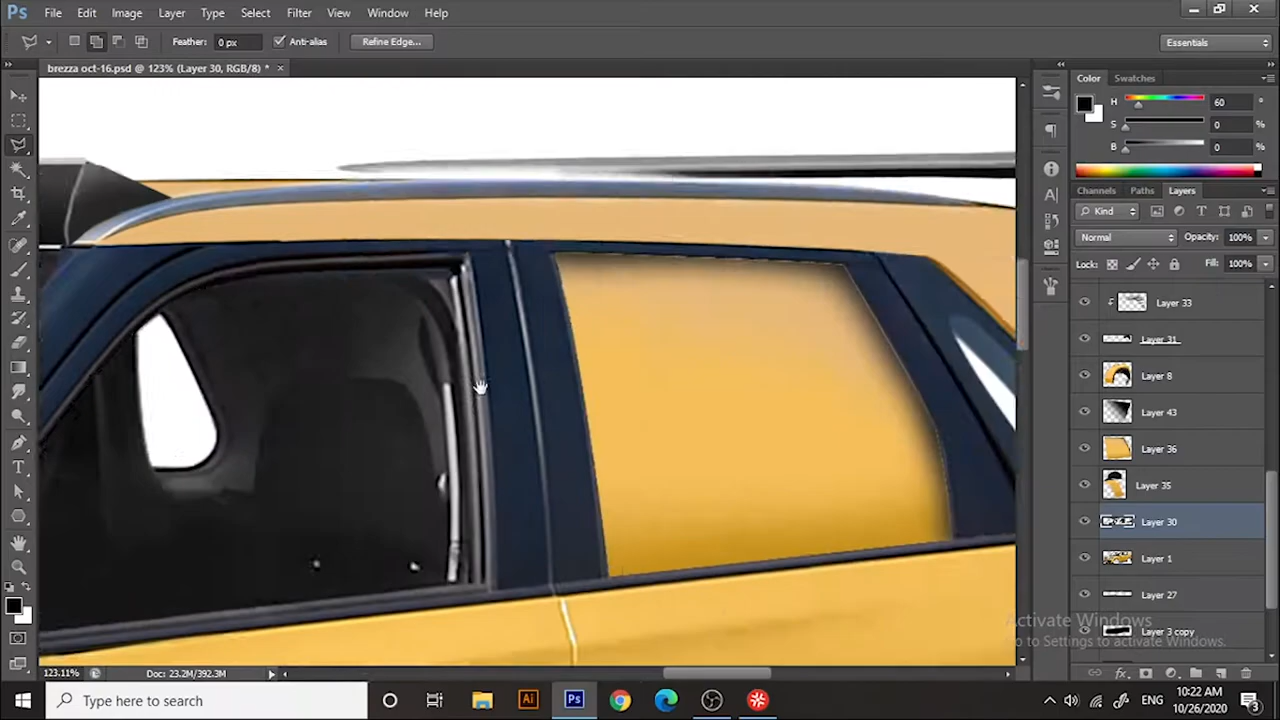 Ps File Edit Image Layer Type Select Filter View Window Help
Feather: 0 px Anti-alias Refine Edge... Essentials
brezza oct-16.psd @ 123% (Layer 30, RGB/8) * ×
Color Swatches
H 60 °
S 0 %
B 0 %
Channels Paths Layers
Kind
Normal Opacity: 100%
Lock: Fill: 100%
Layer 33
Layer 31
Layer 8
Layer 43
Layer 36
Layer 35
Layer 30
Layer 1
Layer 27
Layer 3 copy
Activate Windows
Go to Settings to activate Windows.
123.11% Doc: 23.2M/392.3M
Type here to search
Ai Ps
ENG
10:22 AM
10/26/2020
3